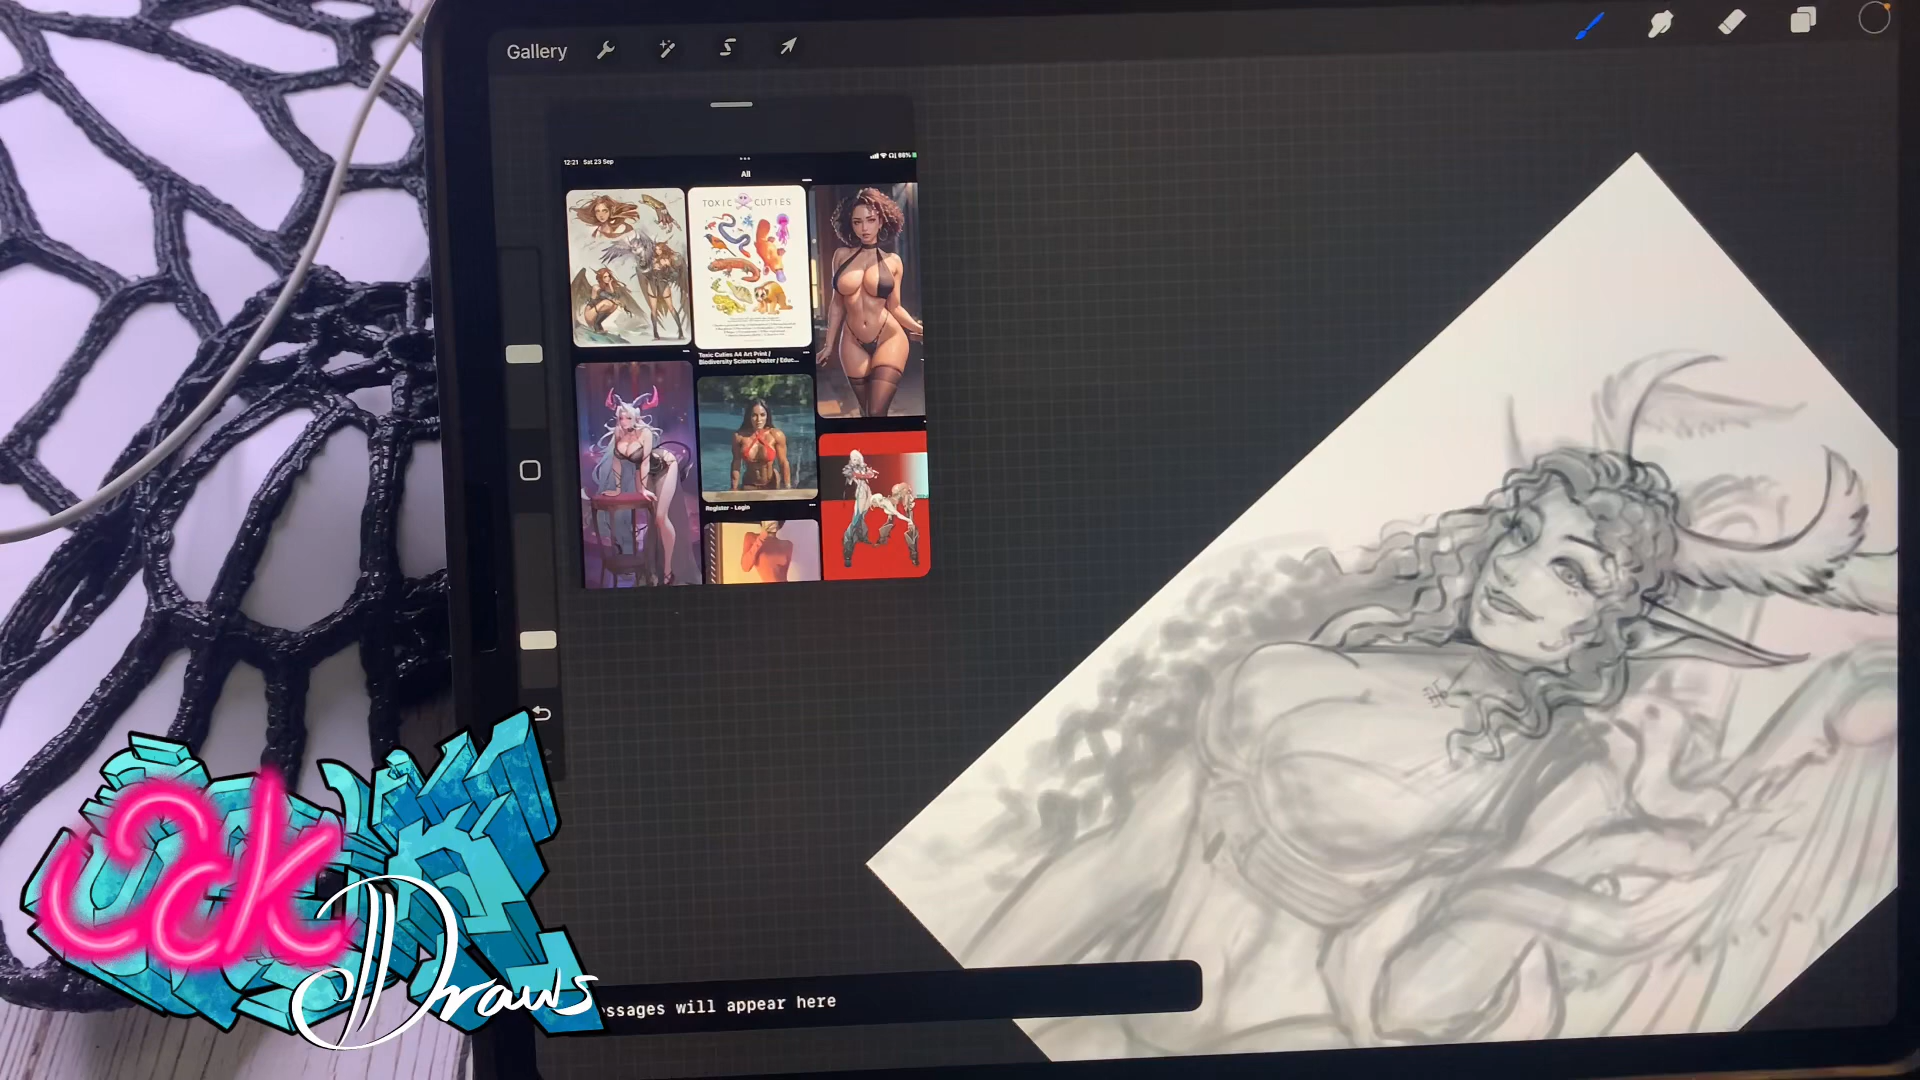 Gallery
12:21 Sat 23 Sep
88%
All
TOXIC CUTIES
Toxic Cuties A4 Art Print /
Biodiversity Science Poster / Educ...
Register - Login
ssages will appear here
Draws